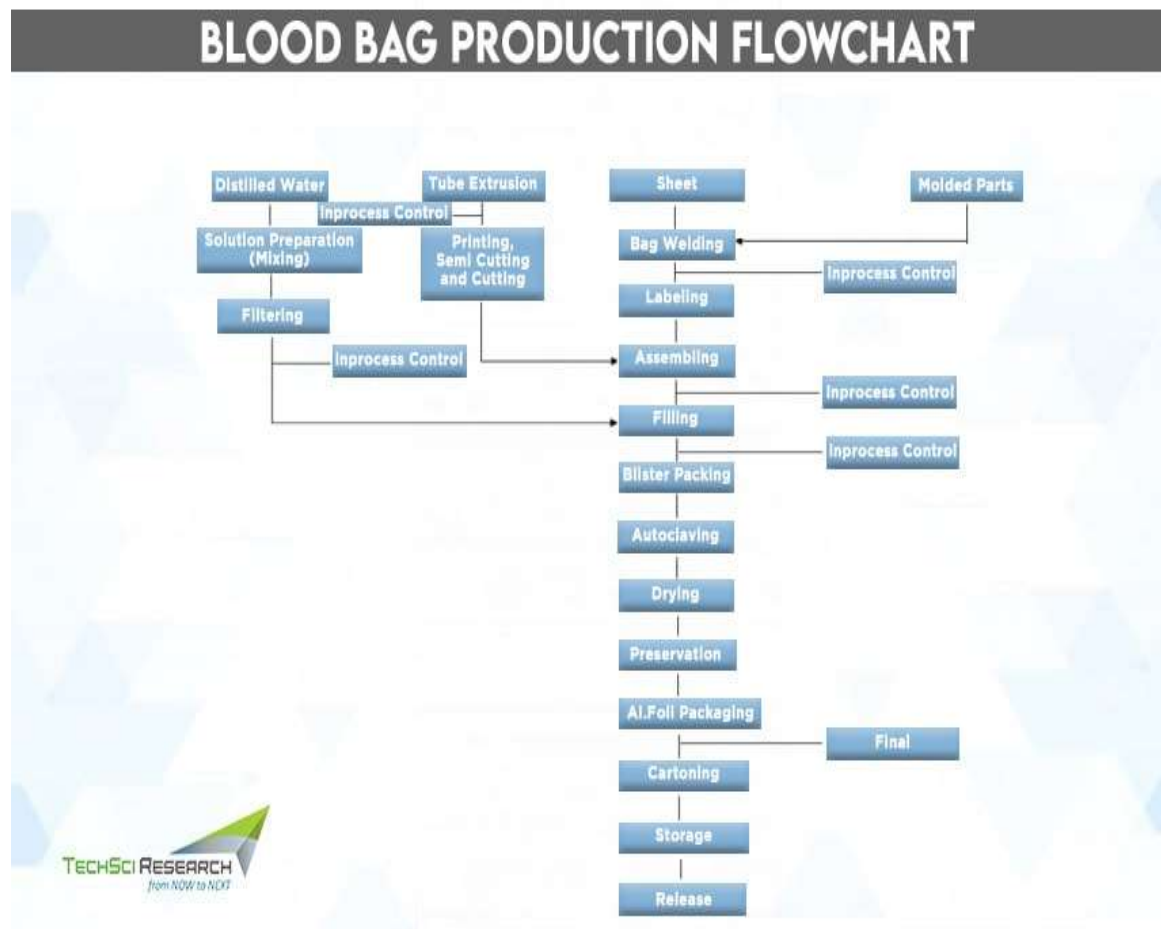 BLOOD BAG PRODUCTION FLOWCHART
Distilled Water
Tube Extrusion
Sheet
Molded Parts
Inprocess Control
Solution Preparation
(Mixing)
Printing,
Semi Cutting
and Cutting
Bag Welding
Inprocess Control
Labeling
Filtering
Inprocess Control
Assembling
Inprocess Control
Filling
Inprocess Control
Blister Packing
Autoclaving
Drying
Preservation
Al.Foli Packaging
Final
Cartoning
Storage
Release
TECHSCI RESEARCH
from NOW to NEXT